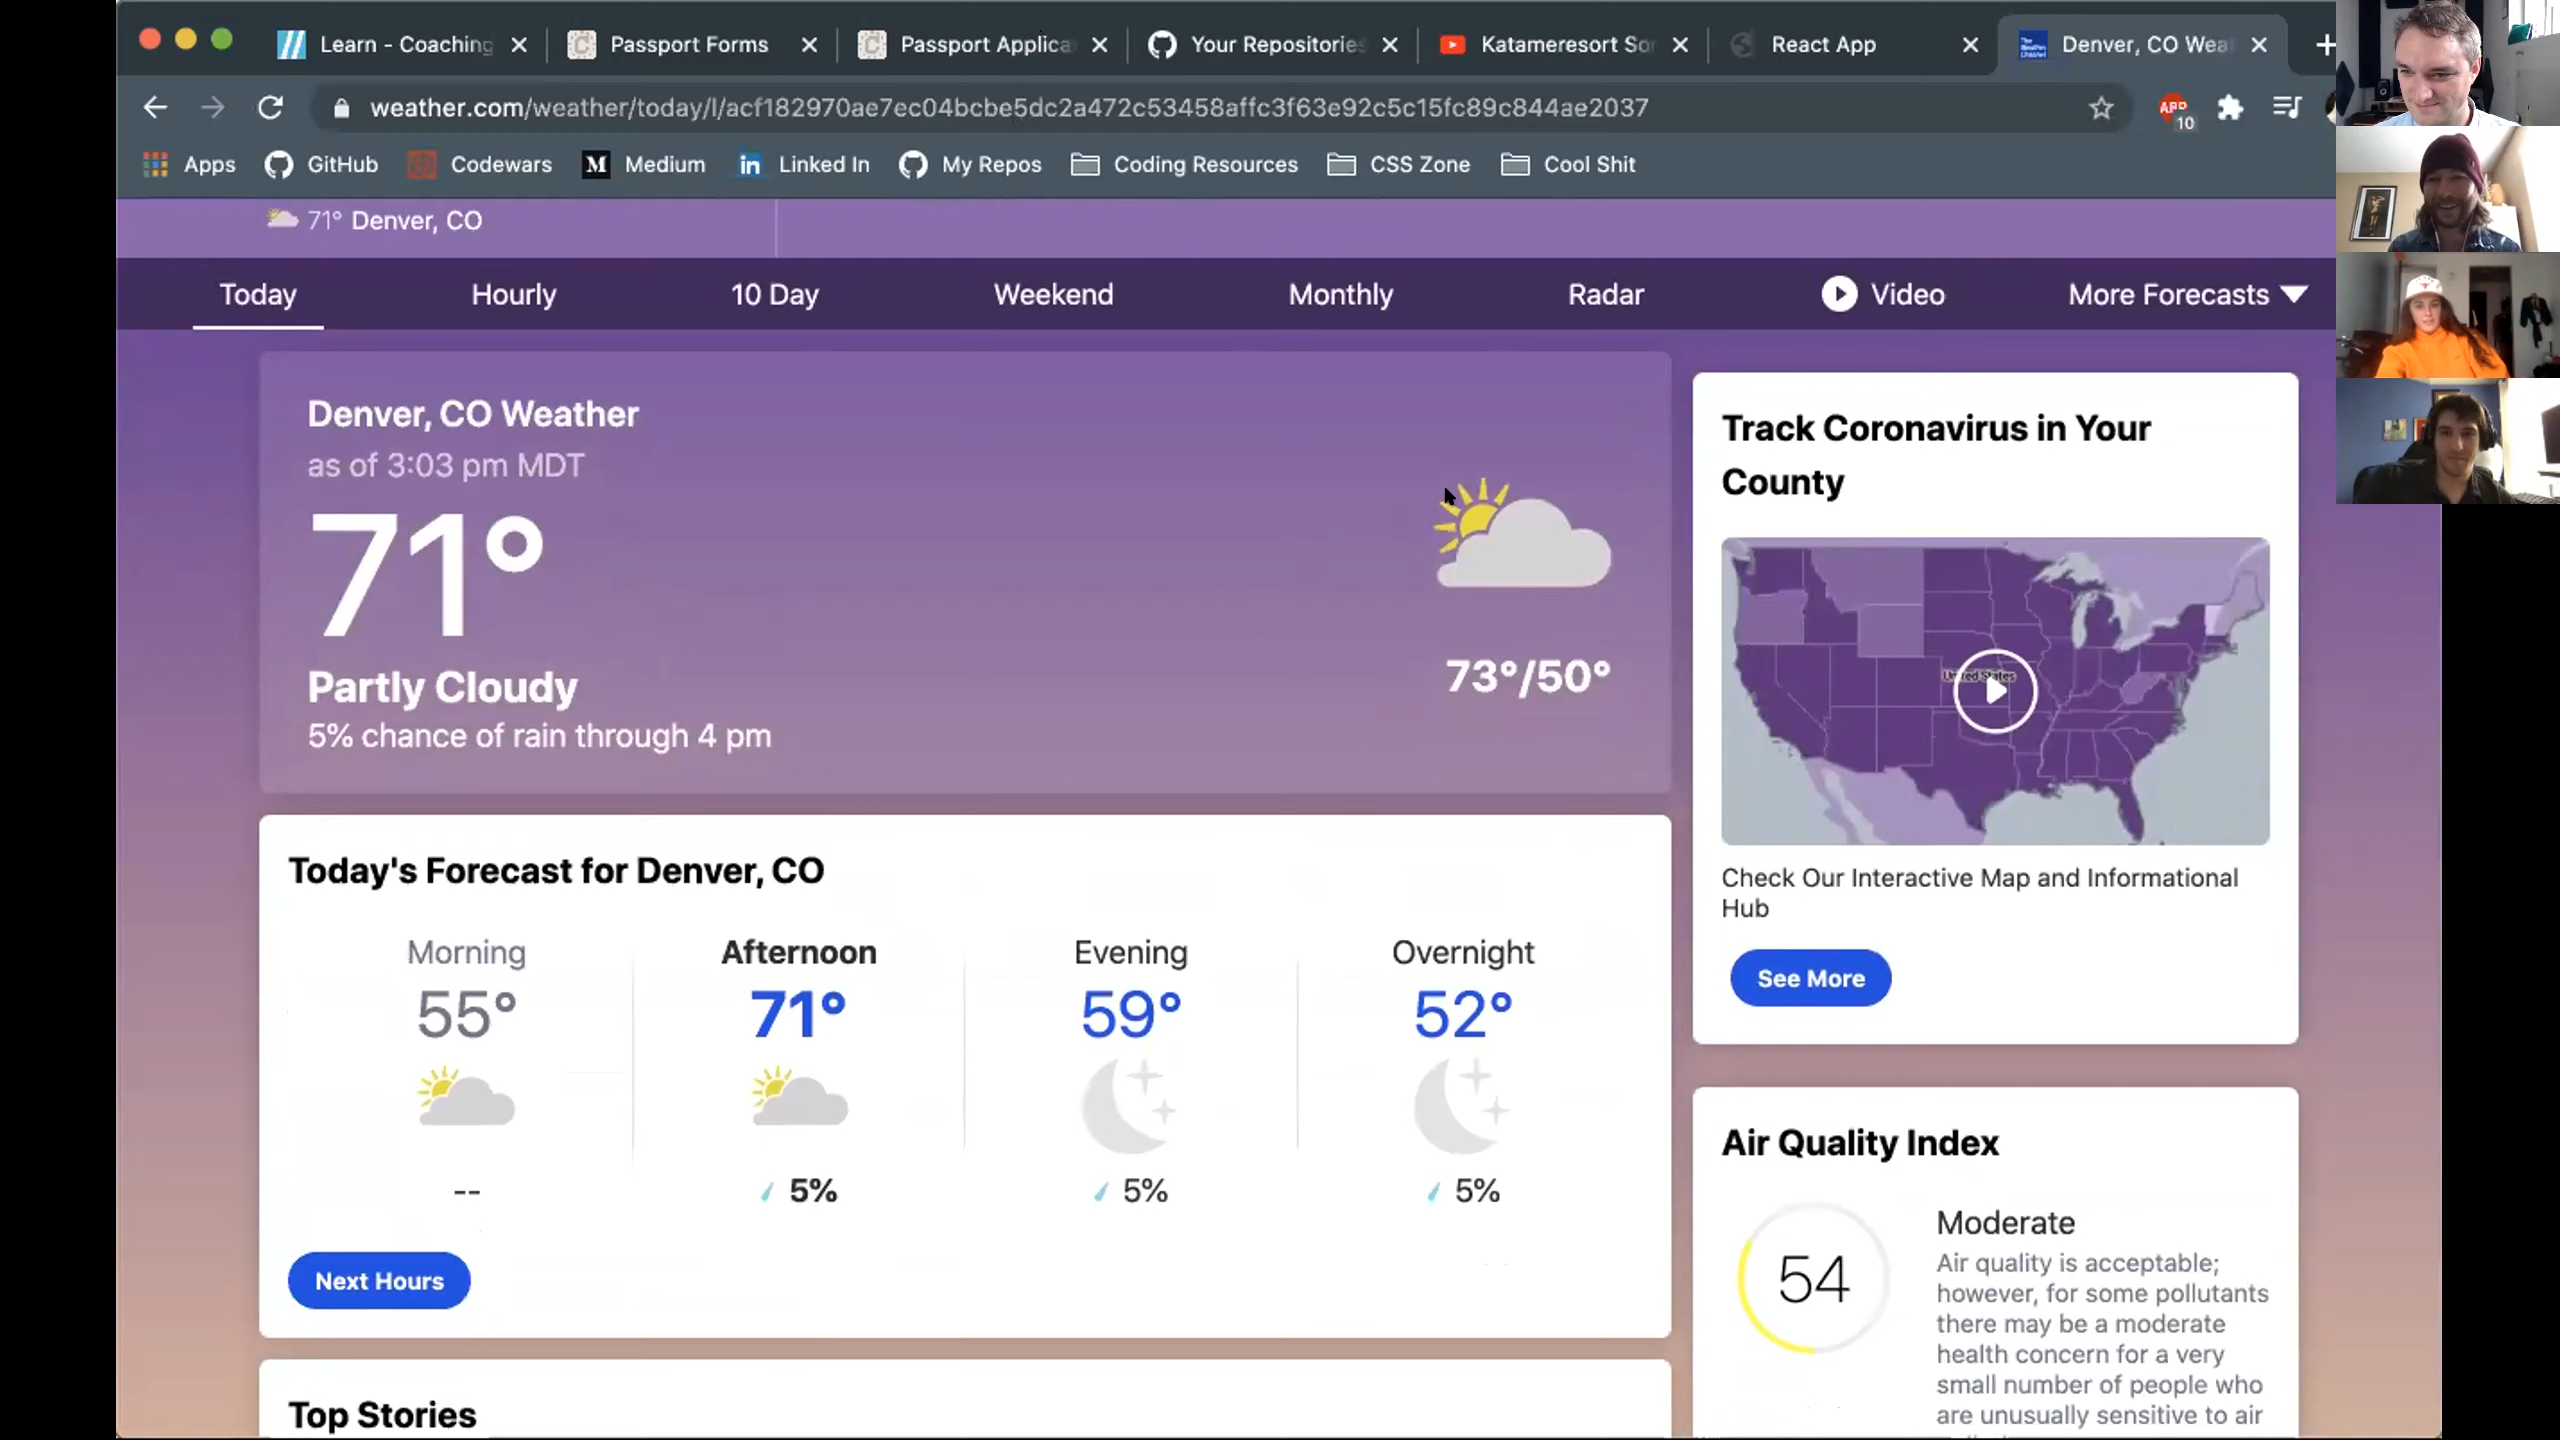 Learn - Coaching
Passport Forms
Passport Applica
Your Repositories
Katameresort Sor
React App
Denver, CO Wea
weather.com/weather/today/l/acf182970ae7ec04bcbe5dc2a472c53458affc3f63e92c5c15fc89c844ae2037
ABP
10
Apps
GitHub
Codewars
Medium
Linked In
My Repos
Coding Resources
CSS Zone
Cool Shit
71° Denver, CO
Today
Hourly
10 Day
Weekend
Monthly
Radar
Video
More Forecasts
Denver, CO Weather
as of 3:03 pm MDT
71°
Partly Cloudy
5% chance of rain through 4 pm
73°/50°
Track Coronavirus in Your
County
United States
Check Our Interactive Map and Informational
Hub
See More
Today's Forecast for Denver, CO
Morning
55°
--
Afternoon
71°
5%
Evening
59°
5%
Overnight
52°
5%
Next Hours
Air Quality Index
54
Moderate
Air quality is acceptable;
however, for some pollutants
there may be a moderate
health concern for a very
small number of people who
are unusually sensitive to air
Top Stories